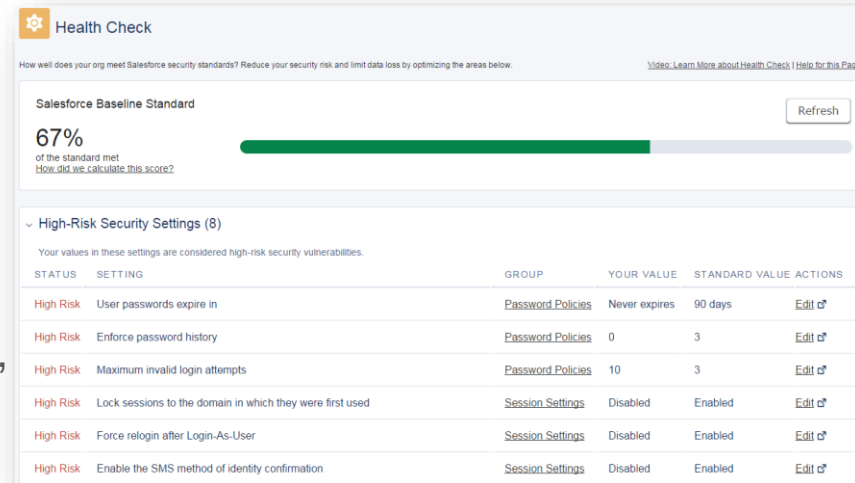 Health Check
How well does your org meet Salesforce security standards? Reduce your security risk and limit data loss by optimizing the areas below. Video: Learn More about Health Check | Help for this Pag
Salesforce Baseline Standard
Refresh
67%
of the standard met
How did we calculate this score?
High-Risk Security Settings (8)
Your values in these settings are considered high-risk security vulnerabilities.
STATUS SETTING GROUP YOUR VALUE STANDARD VALUE ACTIONS
High Risk User passwords expire in Password Policies Never expires 90 days Edit
High Risk Enforce password history Password Policies 0 3 Edit
High Risk Maximum invalid login attempts Password Policies 10 3 Edit
High Risk Lock sessions to the domain in which they were first used Session Settings Disabled Enabled Edit
High Risk Force relogin after Login-As-User Session Settings Disabled Enabled Edit
High Risk Enable the SMS method of identity confirmation Session Settings Disabled Enabled Edit